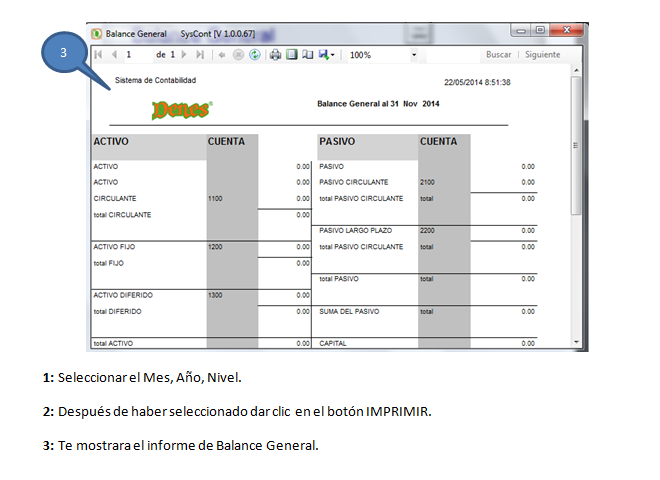 Balance General SysCont [V 1.0.0.67]
3
1 de 1 100% Buscar Siguiente
Sistema de Contabilidad 22/05/2014 8:51:38
Denes
Balance General al 31 Nov 2014
ACTIVO CUENTA PASIVO CUENTA
ACTIVO 0.00 PASIVO 0.00
ACTIVO 0.00 PASIVO CIRCULANTE 2100 0.00
CIRCULANTE 1100 0.00 total PASIVO CIRCULANTE total 0.00
total CIRCULANTE 0.00
PASIVO LARGO PLAZO 2200 0.00
ACTIVO FIJO 1200 0.00 total PASIVO CIRCULANTE total 0.00
total FIJO 0.00
total PASIVO total 0.00
ACTIVO DIFERIDO 1300 0.00
total DIFERIDO 0.00 SUMA DEL PASIVO total 0.00
total ACTIVO 0.00 CAPITAL 0.00
1: Seleccionar el Mes, Año, Nivel.
2: Después de haber seleccionado dar clic en el botón IMPRIMIR.
3: Te mostrara el informe de Balance General.